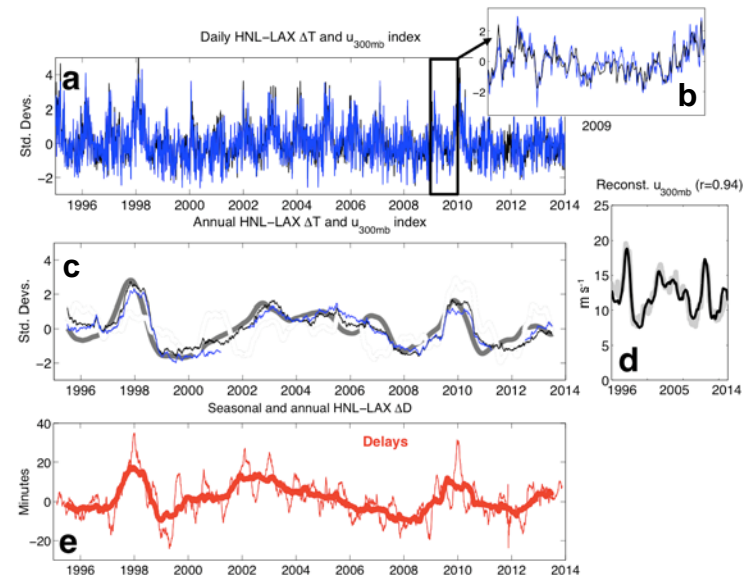 Daily HNL-LAX ΔT and u300mb index
a
Std. Devs.
4
2
0
-2
1996 1998 2000 2002 2004 2006 2008 2010 2012 2014
b
2
0
-2
2009
Annual HNL-LAX ΔT and u300mb index
c
Std. Devs.
4
2
0
-2
1996 1998 2000 2002 2004 2006 2008 2010 2012 2014
Reconst. u300mb (r=0.94)
m s-1
25
20
15
10
5
0
d
1996 2005 2014
Seasonal and annual HNL-LAX ΔD
Delays
Minutes
40
20
0
-20
e
1996 1998 2000 2002 2004 2006 2008 2010 2012 2014